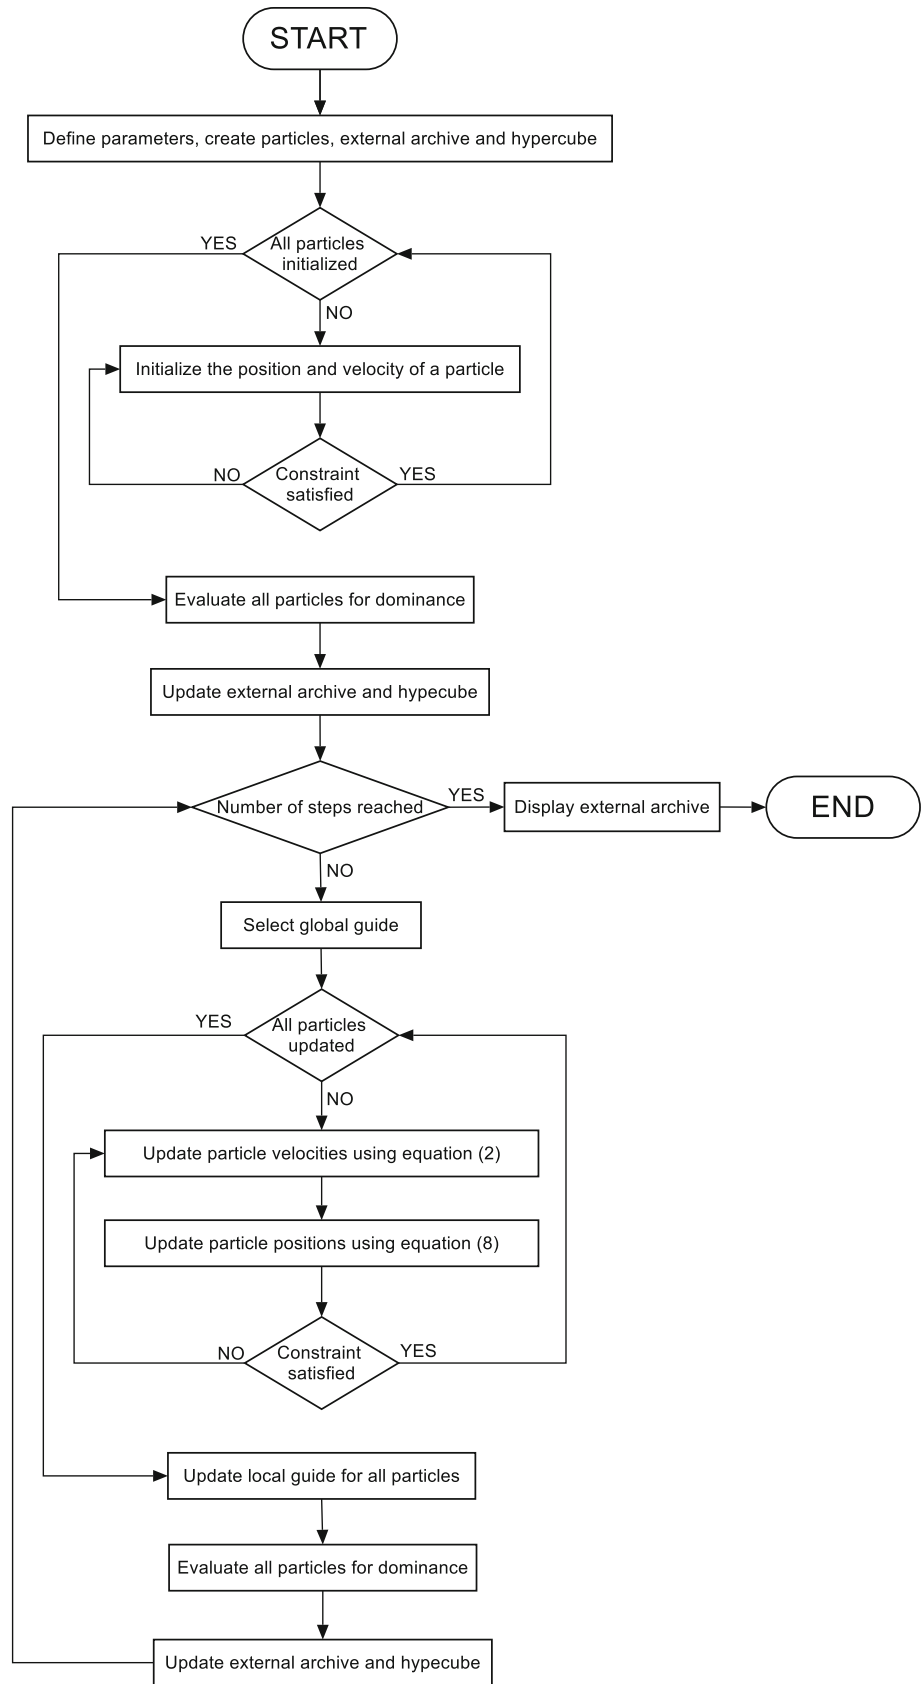 START
Define parameters, create particles, external archive and hypercube
YES
All particles
initialized
NO
Initialize the position and velocity of a particle
NO
Constraint
satisfied
YES
Evaluate all particles for dominance
Update external archive and hypecube
Number of steps reached
YES
Display external archive
END
NO
Select global guide
YES
All particles
updated
NO
Update particle velocities using equation (2)
Update particle positions using equation (8)
NO
Constraint
satisfied
YES
Update local guide for all particles
Evaluate all particles for dominance
Update external archive and hypecube